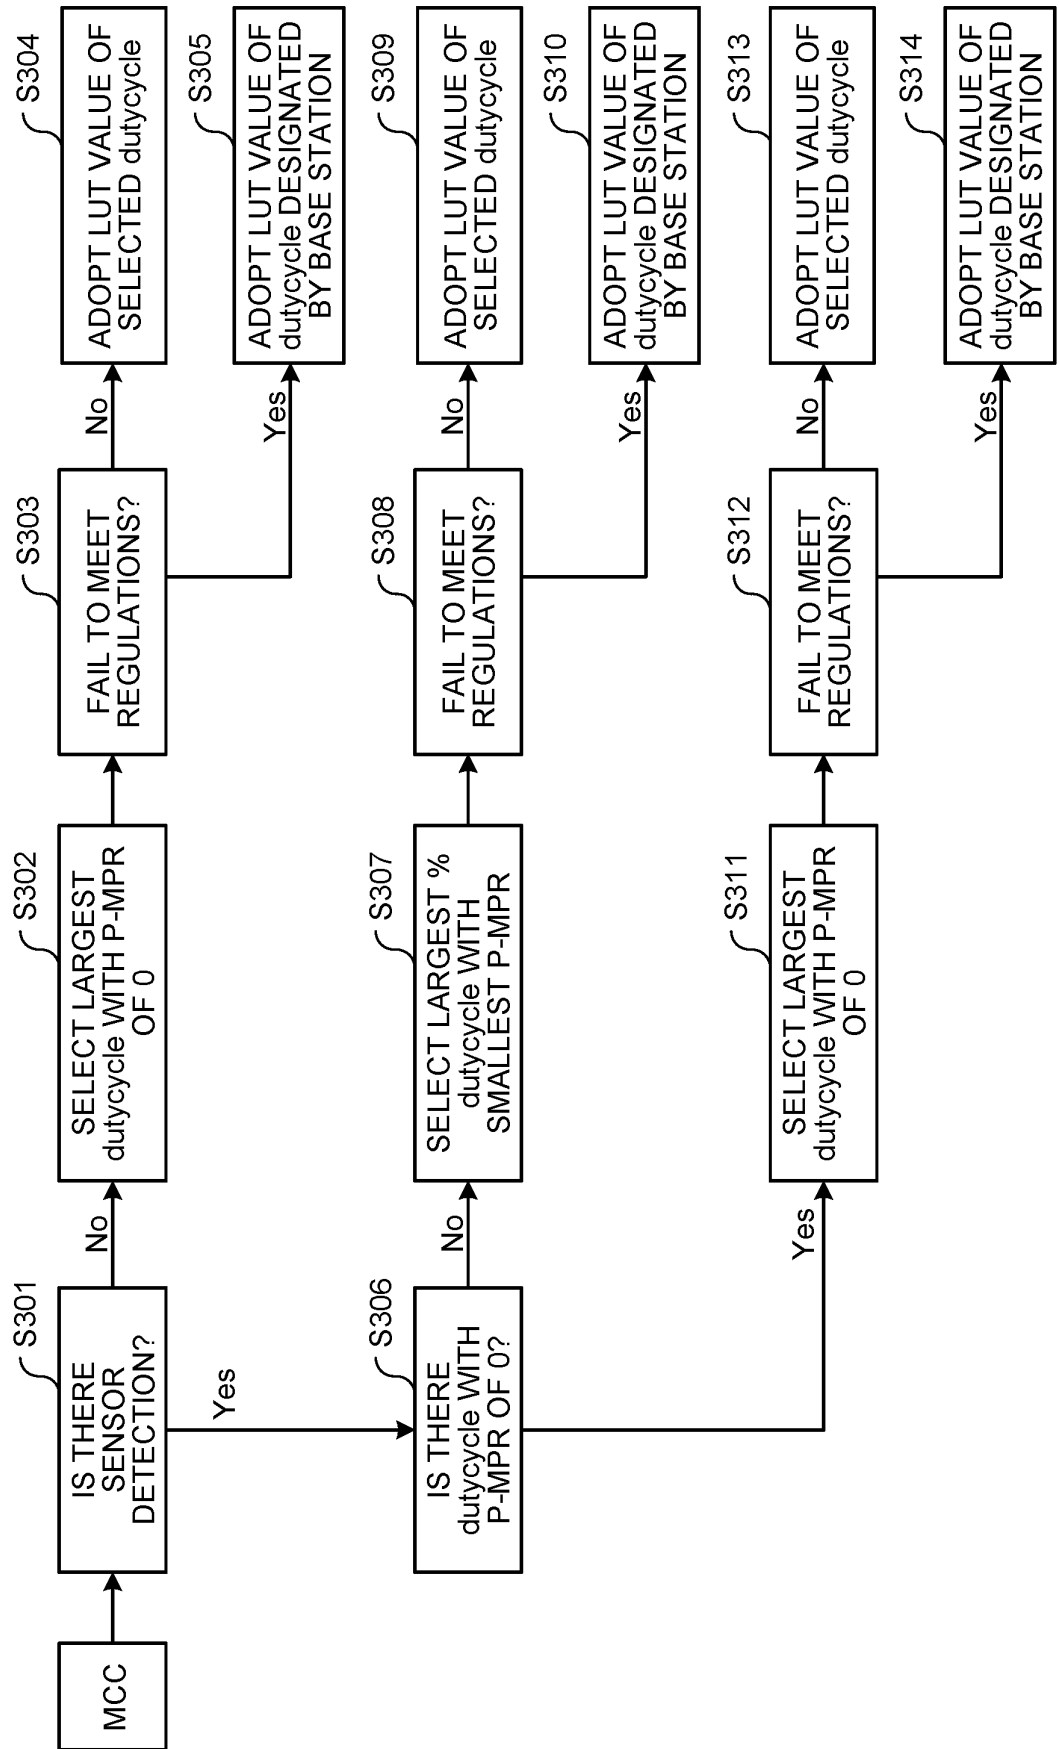 MCC
S301
IS THERE
SENSOR
DETECTION?
No
Yes
S302
SELECT LARGEST
dutycycle WITH P-MPR
OF 0
S303
FAIL TO MEET
REGULATIONS?
No
Yes
S304
ADOPT LUT VALUE OF
SELECTED dutycycle
S305
ADOPT LUT VALUE OF
dutycycle DESIGNATED
BY BASE STATION
S306
IS THERE
dutycycle WITH
P-MPR OF 0?
No
Yes
S307
SELECT LARGEST %
dutycycle WITH
SMALLEST P-MPR
S308
FAIL TO MEET
REGULATIONS?
No
Yes
S309
ADOPT LUT VALUE OF
SELECTED dutycycle
S310
ADOPT LUT VALUE OF
dutycycle DESIGNATED
BY BASE STATION
S311
SELECT LARGEST
dutycycle WITH P-MPR
OF 0
S312
FAIL TO MEET
REGULATIONS?
No
Yes
S313
ADOPT LUT VALUE OF
SELECTED dutycycle
S314
ADOPT LUT VALUE OF
dutycycle DESIGNATED
BY BASE STATION